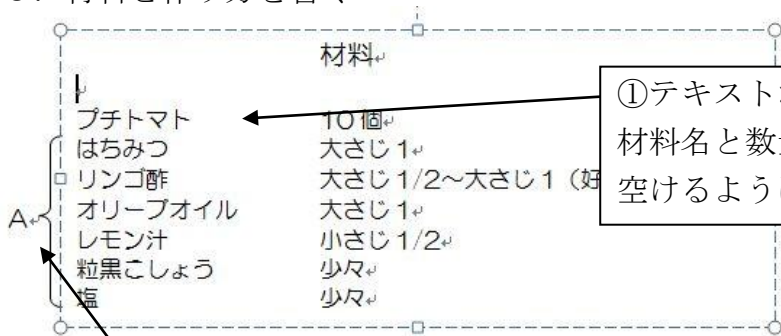 材料
プチトマト 10個
はちみつ 大さじ1
リンゴ酢 大さじ1/2～大さじ1（好
オリーブオイル 大さじ1
レモン汁 小さじ1/2
粒黒こしょう 少々
塩 少々
A
①テキスト
材料名と数
空けるよう